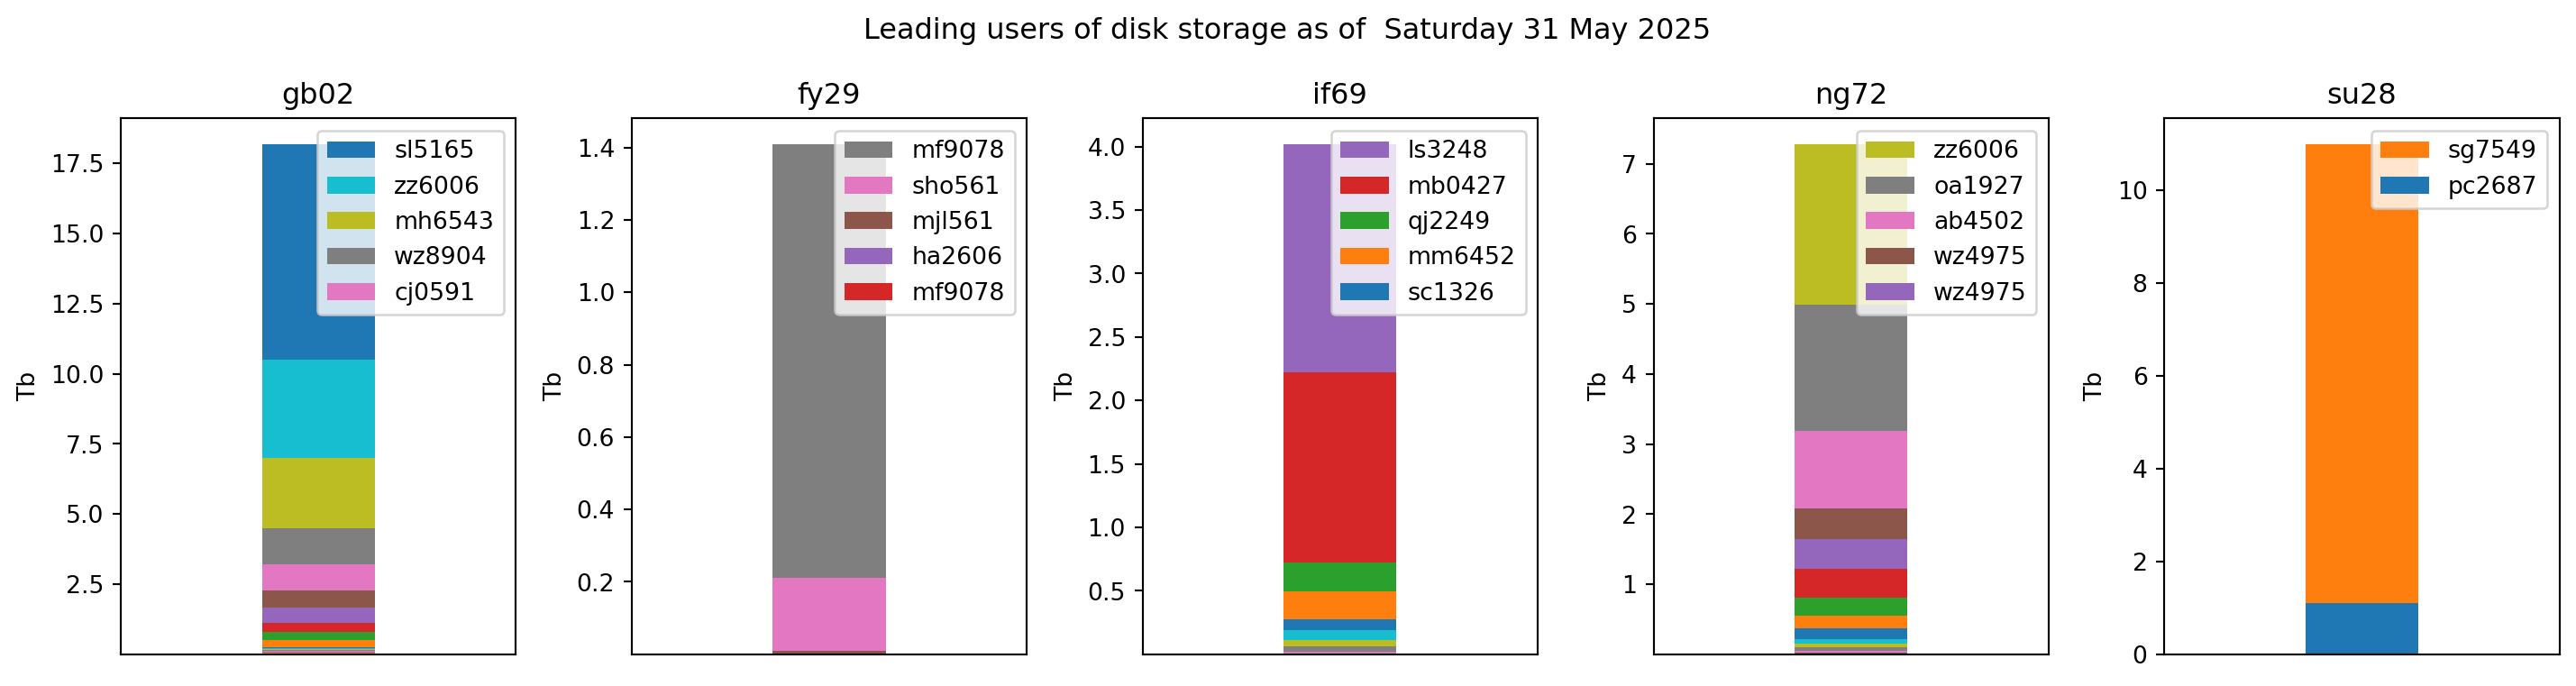 Leading users of disk storage as of  Saturday 31 May 2025
gb02
Tb
17.5
15.0
12.5
10.0
7.5
5.0
2.5
sl5165
zz6006
mh6543
wz8904
cj0591
fy29
Tb
1.4
1.2
1.0
0.8
0.6
0.4
0.2
mf9078
sho561
mjl561
ha2606
mf9078
if69
Tb
4.0
3.5
3.0
2.5
2.0
1.5
1.0
0.5
ls3248
mb0427
qj2249
mm6452
sc1326
ng72
Tb
7
6
5
4
3
2
1
zz6006
oa1927
ab4502
wz4975
wz4975
su28
Tb
10
8
6
4
2
0
sg7549
pc2687